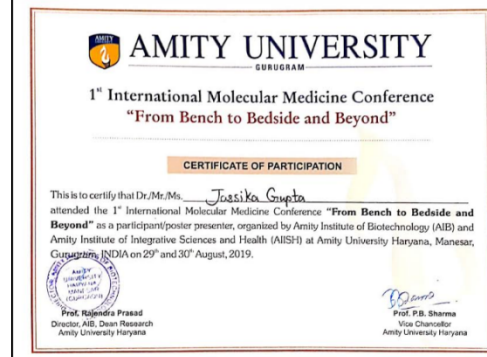 AMITY
AMITY UNIVERSITY
GURUGRAM
1st International Molecular Medicine Conference
“From Bench to Bedside and Beyond”
CERTIFICATE OF PARTICIPATION
This is to certify that Dr./Mr./Ms. Jassika Gupta
attended the 1st International Molecular Medicine Conference "From Bench to Bedside and
Beyond" as a participant/poster presenter, organized by Amity Institute of Biotechnology (AIB) and
Amity Institute of Integrative Sciences and Health (AIISH) at Amity University Haryana, Manesar,
Gurugram, INDIA on 29th and 30th August, 2019.
AMITY
UNIVERSITY
HARYANA
Prof. Rajendra Prasad
Director, AIB, Dean Research
Amity University Haryana
Prof. P.B. Sharma
Vice Chancellor
Amity University Haryana